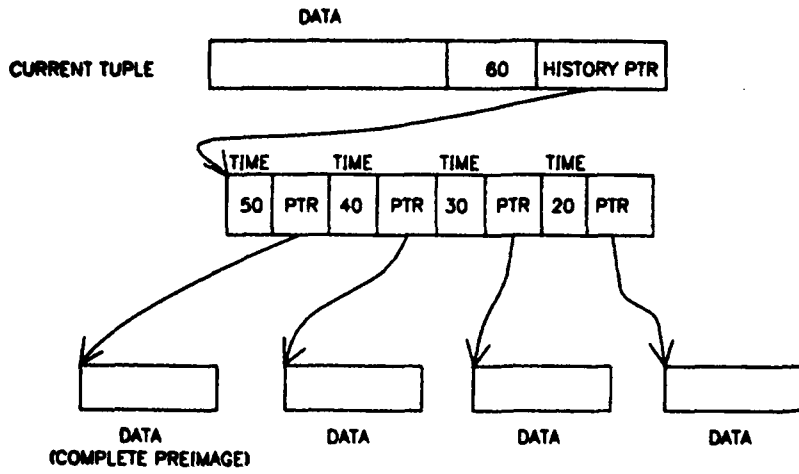 DATA
CURRENT TUPLE 60 HISTORY PTR
TIME TIME TIME TIME
50 PTR 40 PTR 30 PTR 20 PTR
DATA DATA DATA DATA
(COMPLETE PREIMAGE)